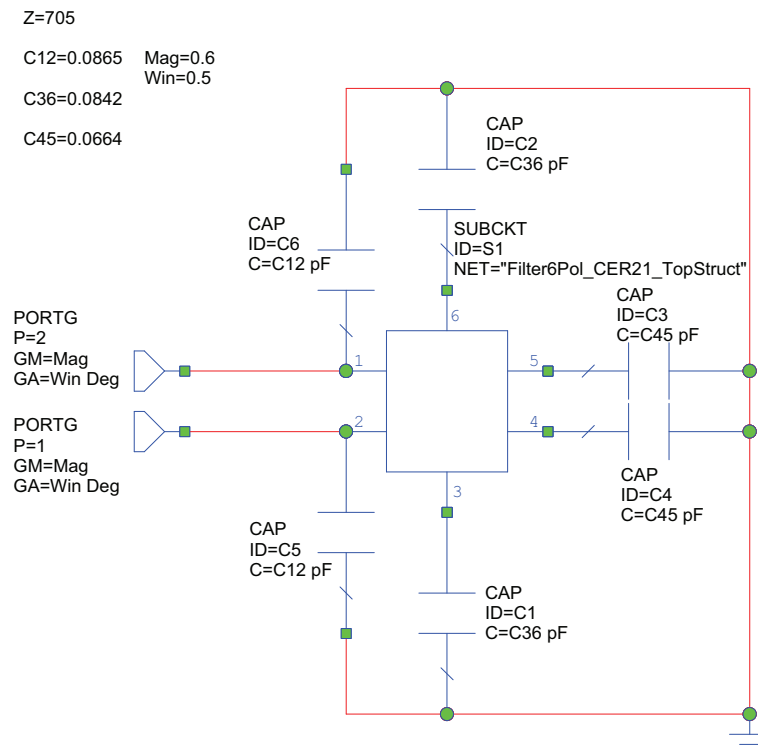 Z=705
C12=0.0865 Mag=0.6
Win=0.5
C36=0.0842
C45=0.0664
CAP
ID=C2
C=C36 pF
CAP
ID=C6
C=C12 pF
SUBCKT
ID=S1
NET="Filter6Pol_CER21_TopStruct"
CAP
ID=C3
C=C45 pF
6
PORTG
P=2
GM=Mag
GA=Win Deg
1
5
PORTG
P=1
GM=Mag
GA=Win Deg
2
4
3
CAP
ID=C4
C=C45 pF
CAP
ID=C5
C=C12 pF
CAP
ID=C1
C=C36 pF